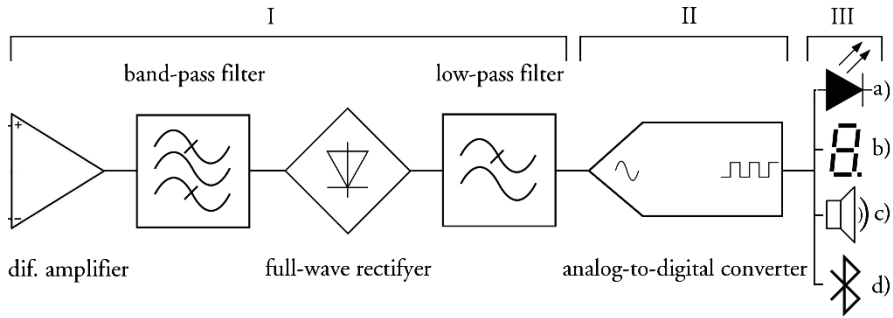 I II III
band-pass filter low-pass filter
a)
+
b)
c)
−
dif. amplifier full-wave rectifyer analog-to-digital converter
d)